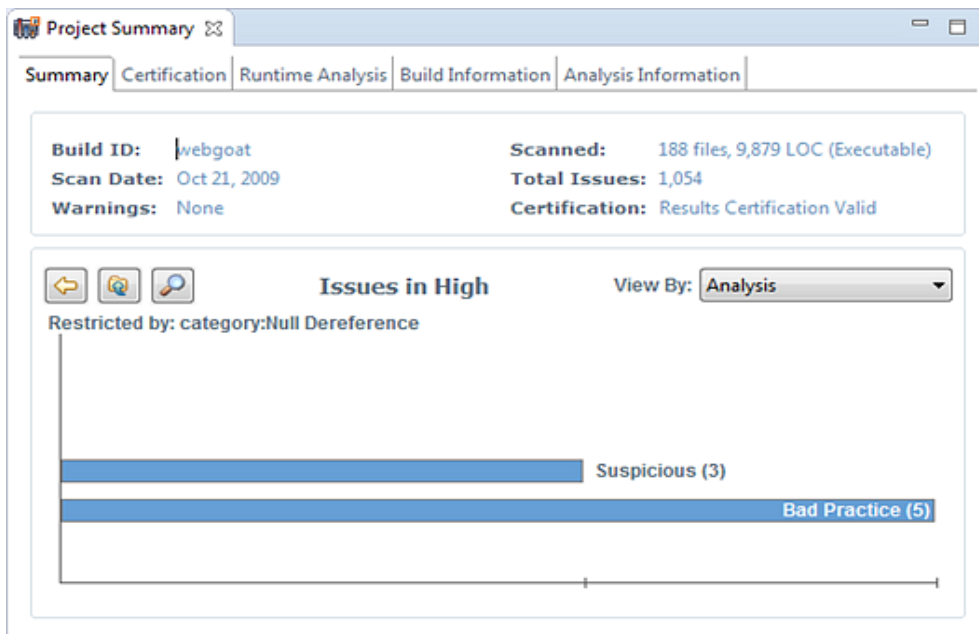 Project Summary
Summary Certification Runtime Analysis Build Information Analysis Information
Build ID: webgoat Scanned: 188 files, 9,879 LOC (Executable)
Scan Date: Oct 21, 2009 Total Issues: 1,054
Warnings: None Certification: Results Certification Valid
Issues in High View By: Analysis
Restricted by: category:Null Dereference
Suspicious (3)
Bad Practice (5)